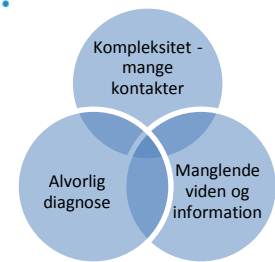 Kompleksitet -
mange
kontakter
Alvorlig
diagnose
Manglende
viden og
information